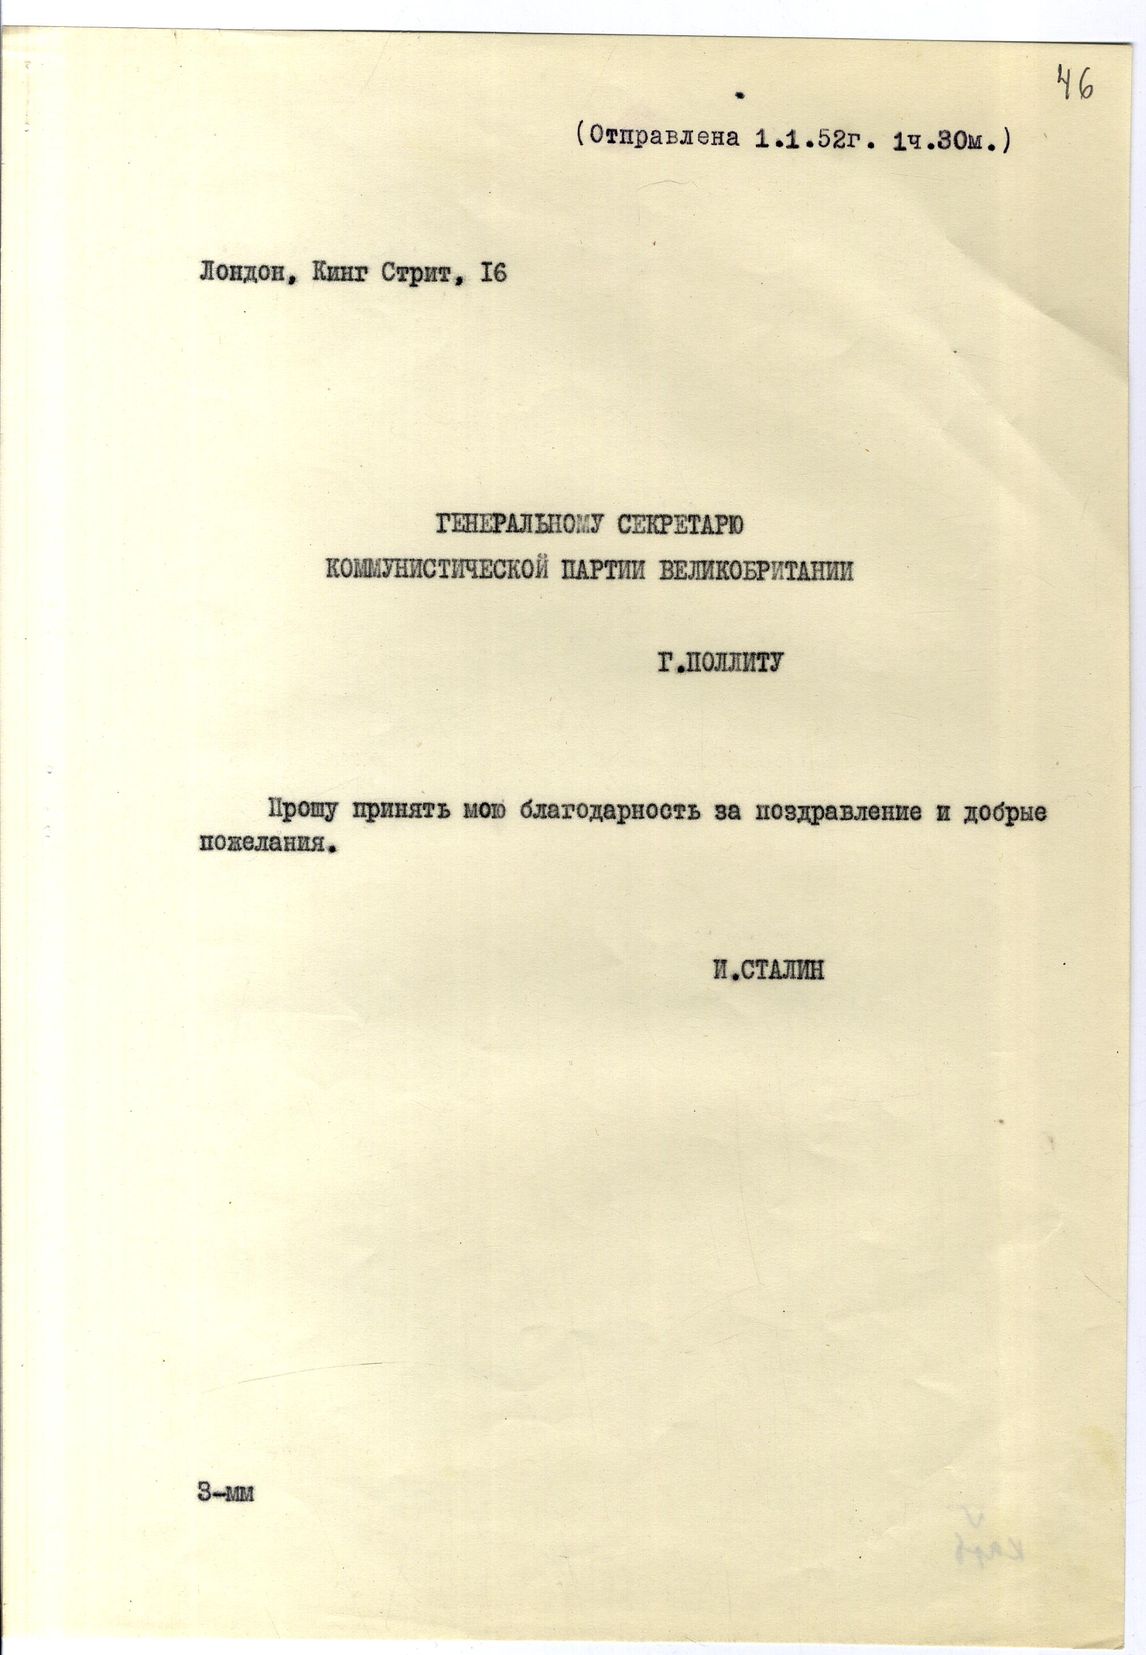 46
(Отправлена 1.1.52г. 1ч.30м.)
Лондон, Кинг Стрит, I6
ГЕНЕРАЛЬНОМУ СЕКРЕТАРЮ
КОММУНИСТИЧЕСКОЙ ПАРТИИ ВЕЛИКОБРИТАНИИ
Г.ПОЛЛИТУ
Прошу принять мою благодарность за поздравление и добрые
пожелания.
И.СТАЛИН
3-мм